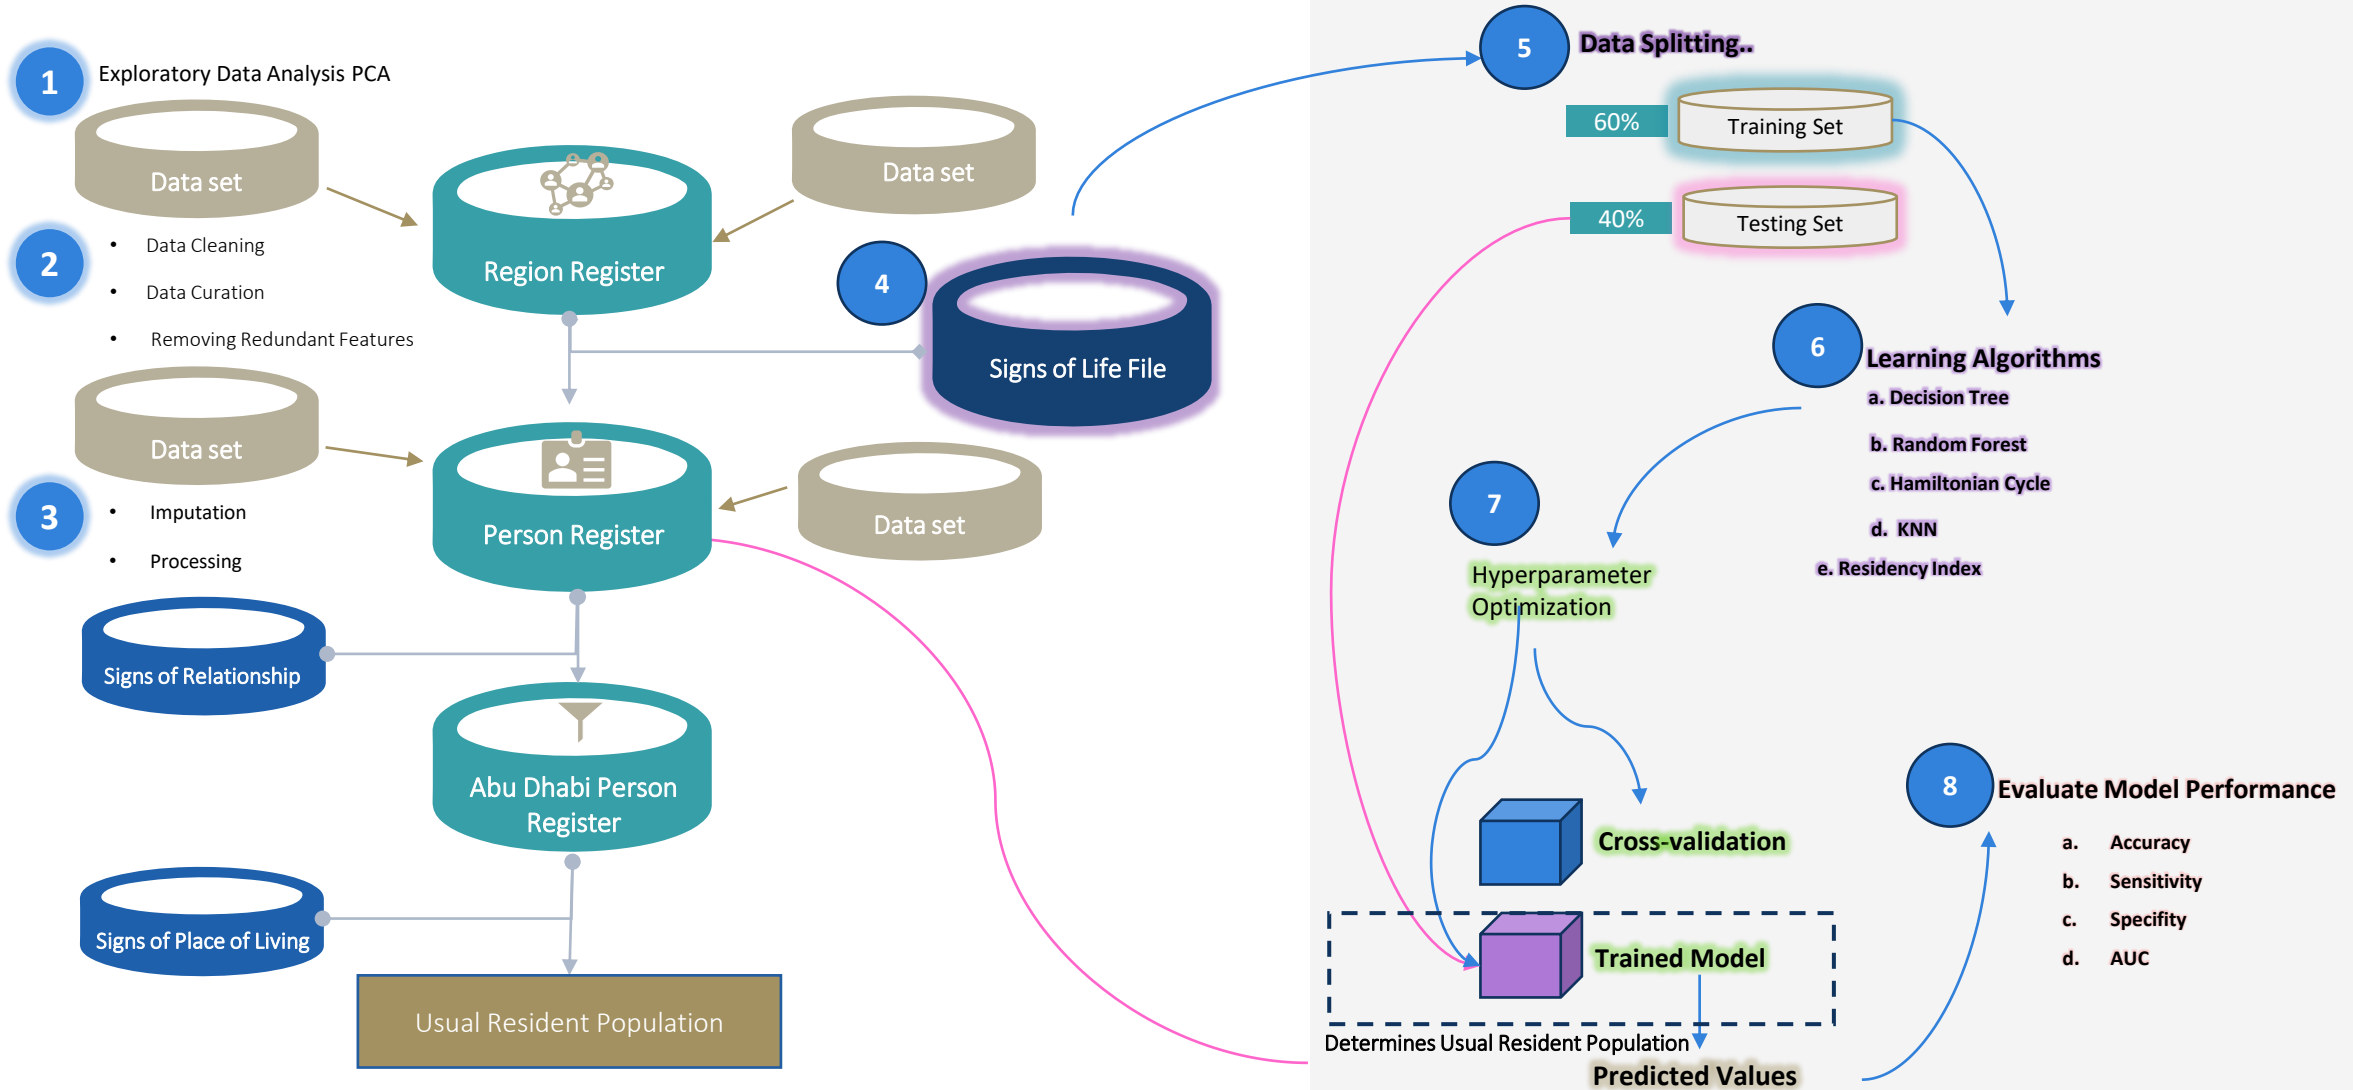 1
Exploratory Data Analysis PCA
Data set
Region Register
Data set
2
• Data Cleaning
• Data Curation
• Removing Redundant Features
4
Signs of Life File
Data set
Person Register
Data set
3
• Imputation
• Processing
Signs of Relationship
Abu Dhabi Person
Register
Signs of Place of Living
Usual Resident Population
5
Data Splitting..
60%
Training Set
40%
Testing Set
6
Learning Algorithms
a. Decision Tree
b. Random Forest
c. Hamiltonian Cycle
d. KNN
e. Residency Index
7
Hyperparameter
Optimization
Cross-validation
Trained Model
Determines Usual Resident Population
Predicted Values
8
Evaluate Model Performance
a. Accuracy
b. Sensitivity
c. Specifity
d. AUC